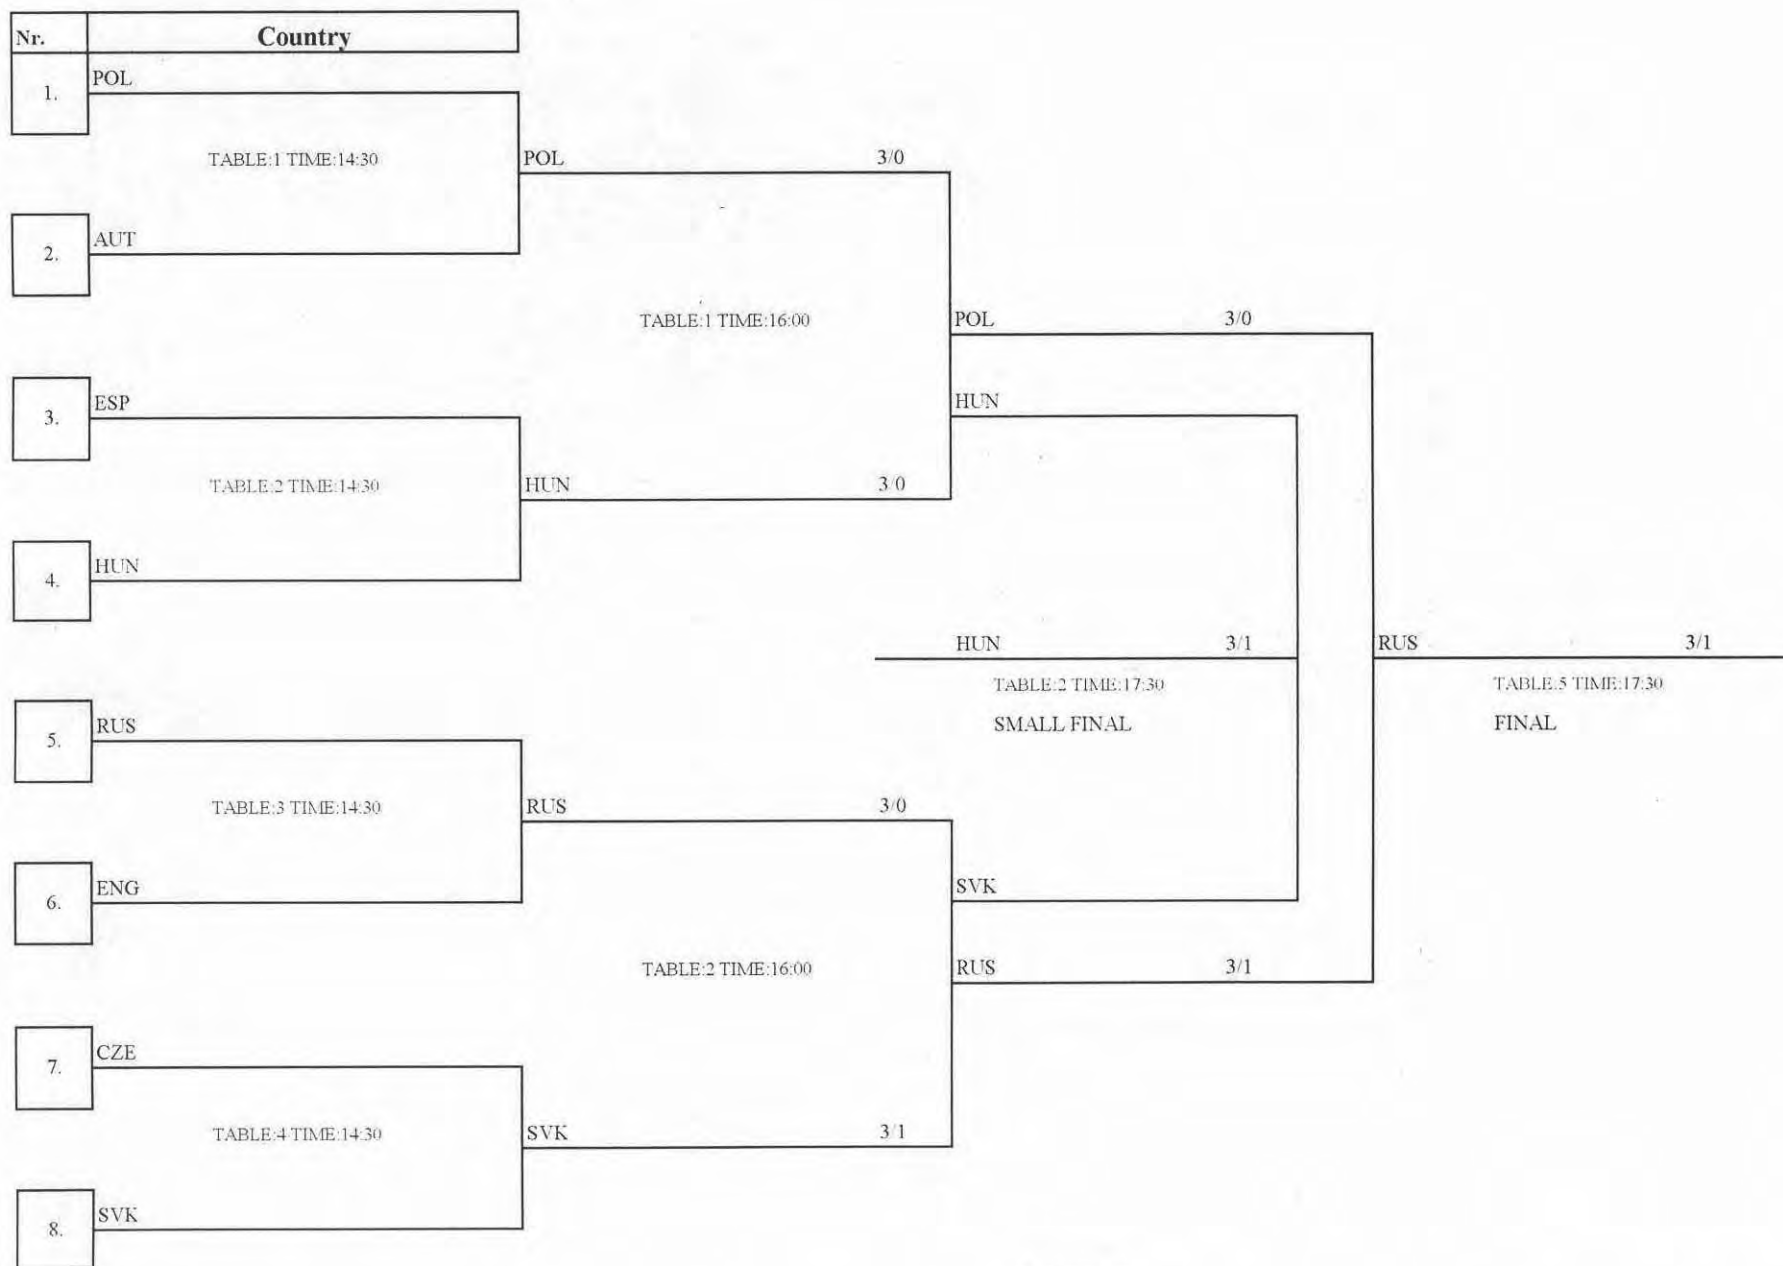 Nr. Country
1. POL
TABLE:1 TIME:14:30
POL 3/0
2. AUT
TABLE:1 TIME:16:00
POL 3/0
3. ESP
HUN
TABLE:2 TIME:14:30
HUN 3/0
4. HUN
HUN 3/1
TABLE:2 TIME:17:30
SMALL FINAL
RUS 3/1
TABLE:5 TIME:17:30
FINAL
5. RUS
TABLE:3 TIME:14:30
RUS 3/0
6. ENG
SVK
TABLE:2 TIME:16:00
RUS 3/1
7. CZE
TABLE:4 TIME:14:30
SVK 3/1
8. SVK